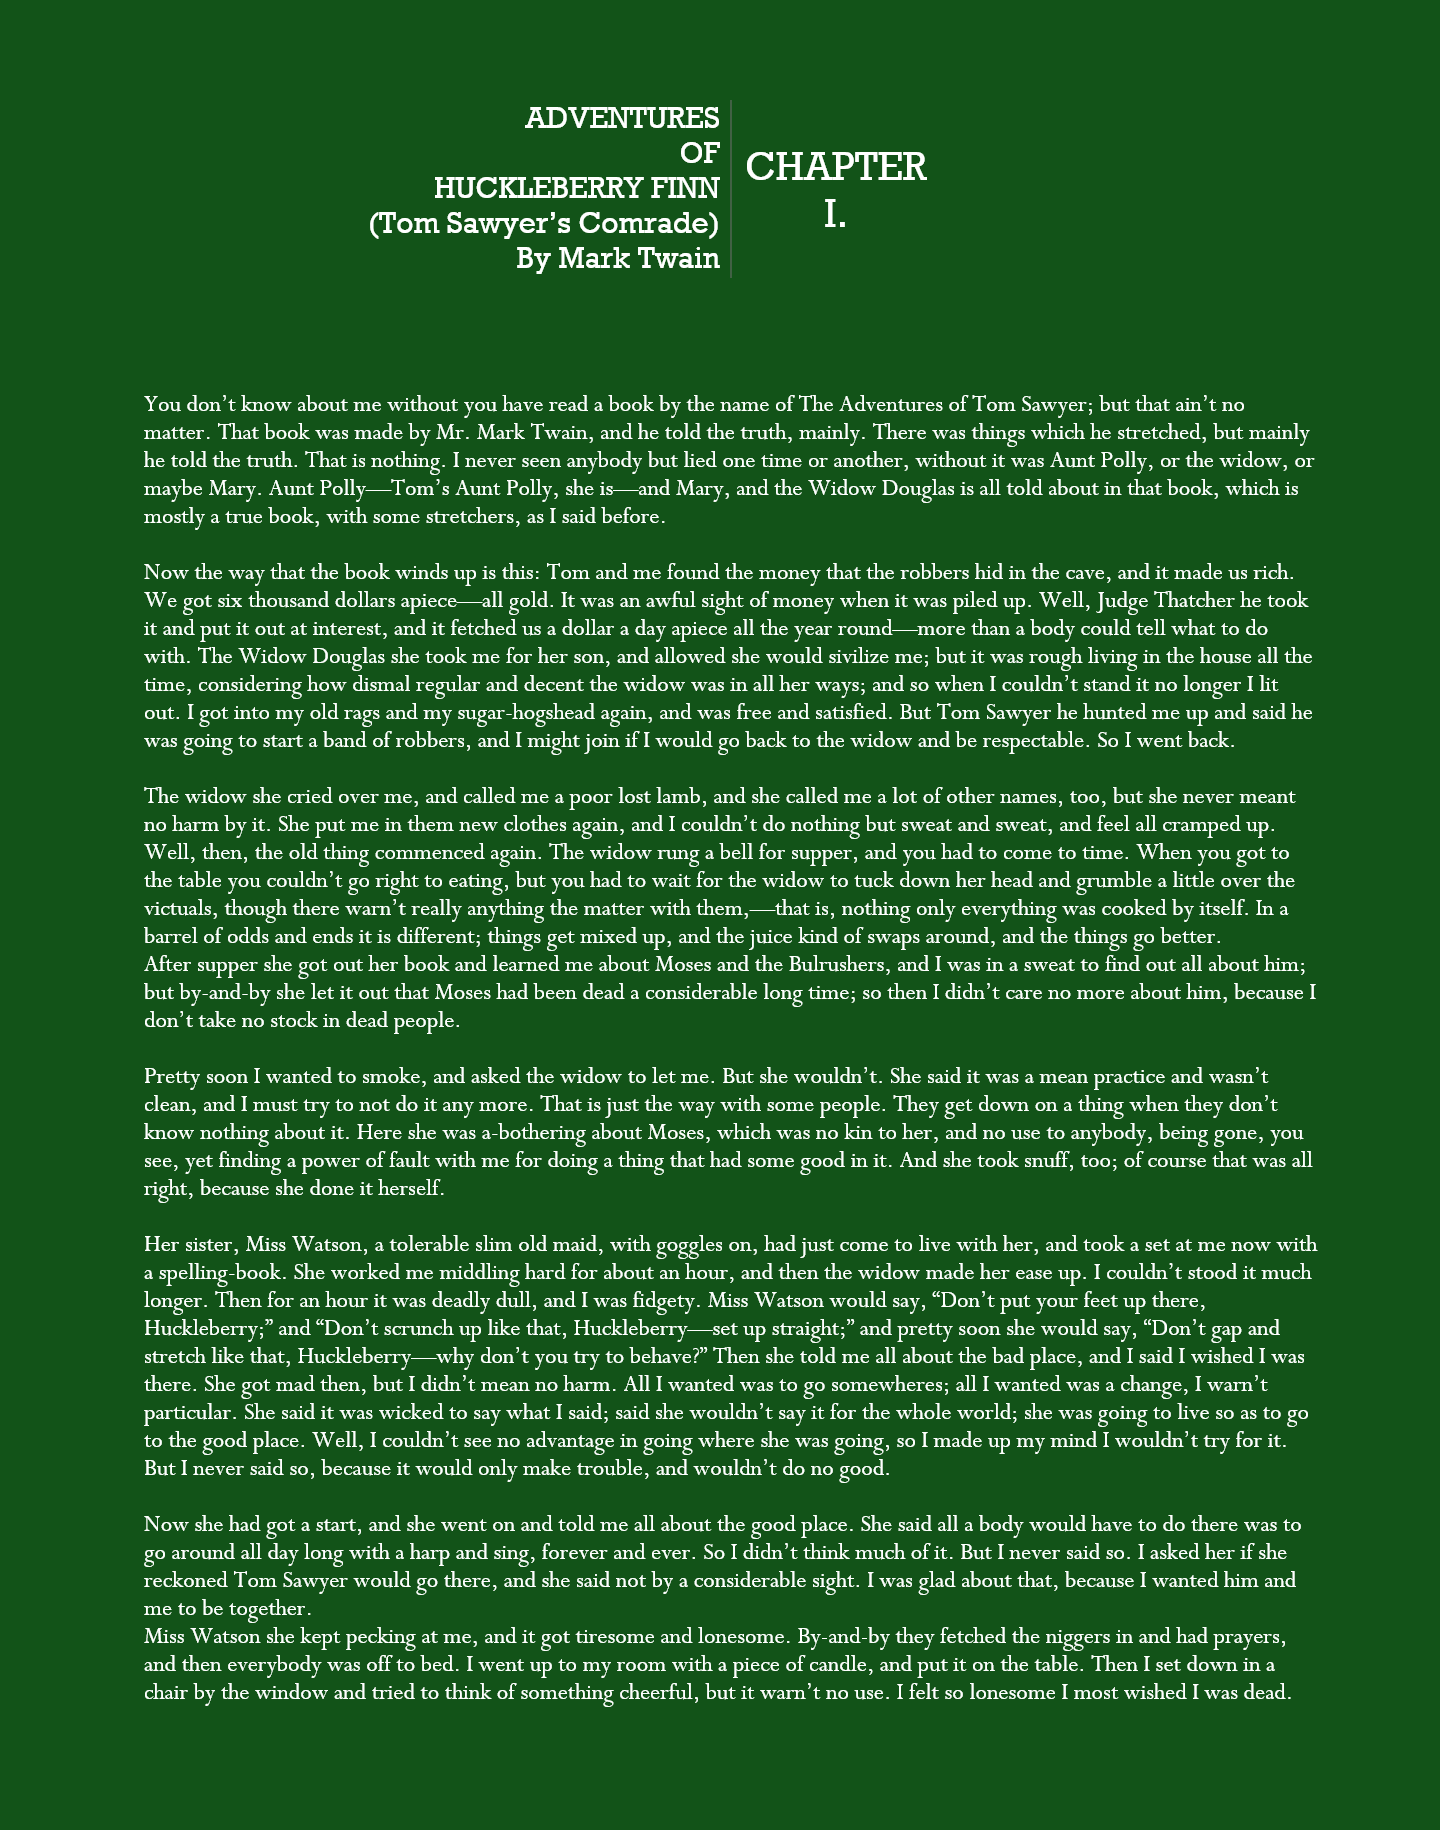 ADVENTURES
OF
HUCKLEBERRY FINN
(Tom Sawyer’s Comrade)
By Mark Twain
CHAPTER
I.
You don’t know about me without you have read a book by the name of The Adventures of Tom Sawyer; but that ain’t no
matter. That book was made by Mr. Mark Twain, and he told the truth, mainly. There was things which he stretched, but mainly
he told the truth. That is nothing. I never seen anybody but lied one time or another, without it was Aunt Polly, or the widow, or
maybe Mary. Aunt Polly—Tom’s Aunt Polly, she is—and Mary, and the Widow Douglas is all told about in that book, which is
mostly a true book, with some stretchers, as I said before.
Now the way that the book winds up is this: Tom and me found the money that the robbers hid in the cave, and it made us rich.
We got six thousand dollars apiece—all gold. It was an awful sight of money when it was piled up. Well, Judge Thatcher he took
it and put it out at interest, and it fetched us a dollar a day apiece all the year round—more than a body could tell what to do
with. The Widow Douglas she took me for her son, and allowed she would sivilize me; but it was rough living in the house all the
time, considering how dismal regular and decent the widow was in all her ways; and so when I couldn’t stand it no longer I lit
out. I got into my old rags and my sugar-hogshead again, and was free and satisfied. But Tom Sawyer he hunted me up and said he
was going to start a band of robbers, and I might join if I would go back to the widow and be respectable. So I went back.
The widow she cried over me, and called me a poor lost lamb, and she called me a lot of other names, too, but she never meant
no harm by it. She put me in them new clothes again, and I couldn’t do nothing but sweat and sweat, and feel all cramped up.
Well, then, the old thing commenced again. The widow rung a bell for supper, and you had to come to time. When you got to
the table you couldn’t go right to eating, but you had to wait for the widow to tuck down her head and grumble a little over the
victuals, though there warn’t really anything the matter with them,—that is, nothing only everything was cooked by itself. In a
barrel of odds and ends it is different; things get mixed up, and the juice kind of swaps around, and the things go better.
After supper she got out her book and learned me about Moses and the Bulrushers, and I was in a sweat to find out all about him;
but by-and-by she let it out that Moses had been dead a considerable long time; so then I didn’t care no more about him, because I
don’t take no stock in dead people.
Pretty soon I wanted to smoke, and asked the widow to let me. But she wouldn’t. She said it was a mean practice and wasn’t
clean, and I must try to not do it any more. That is just the way with some people. They get down on a thing when they don’t
know nothing about it. Here she was a-bothering about Moses, which was no kin to her, and no use to anybody, being gone, you
see, yet finding a power of fault with me for doing a thing that had some good in it. And she took snuff, too; of course that was all
right, because she done it herself.
Her sister, Miss Watson, a tolerable slim old maid, with goggles on, had just come to live with her, and took a set at me now with
a spelling-book. She worked me middling hard for about an hour, and then the widow made her ease up. I couldn’t stood it much
longer. Then for an hour it was deadly dull, and I was fidgety. Miss Watson would say, “Don’t put your feet up there,
Huckleberry;” and “Don’t scrunch up like that, Huckleberry—set up straight;” and pretty soon she would say, “Don’t gap and
stretch like that, Huckleberry—why don’t you try to behave?” Then she told me all about the bad place, and I said I wished I was
there. She got mad then, but I didn’t mean no harm. All I wanted was to go somewheres; all I wanted was a change, I warn’t
particular. She said it was wicked to say what I said; said she wouldn’t say it for the whole world; she was going to live so as to go
to the good place. Well, I couldn’t see no advantage in going where she was going, so I made up my mind I wouldn’t try for it.
But I never said so, because it would only make trouble, and wouldn’t do no good.
Now she had got a start, and she went on and told me all about the good place. She said all a body would have to do there was to
go around all day long with a harp and sing, forever and ever. So I didn’t think much of it. But I never said so. I asked her if she
reckoned Tom Sawyer would go there, and she said not by a considerable sight. I was glad about that, because I wanted him and
me to be together.
Miss Watson she kept pecking at me, and it got tiresome and lonesome. By-and-by they fetched the niggers in and had prayers,
and then everybody was off to bed. I went up to my room with a piece of candle, and put it on the table. Then I set down in a
chair by the window and tried to think of something cheerful, but it warn’t no use. I felt so lonesome I most wished I was dead.